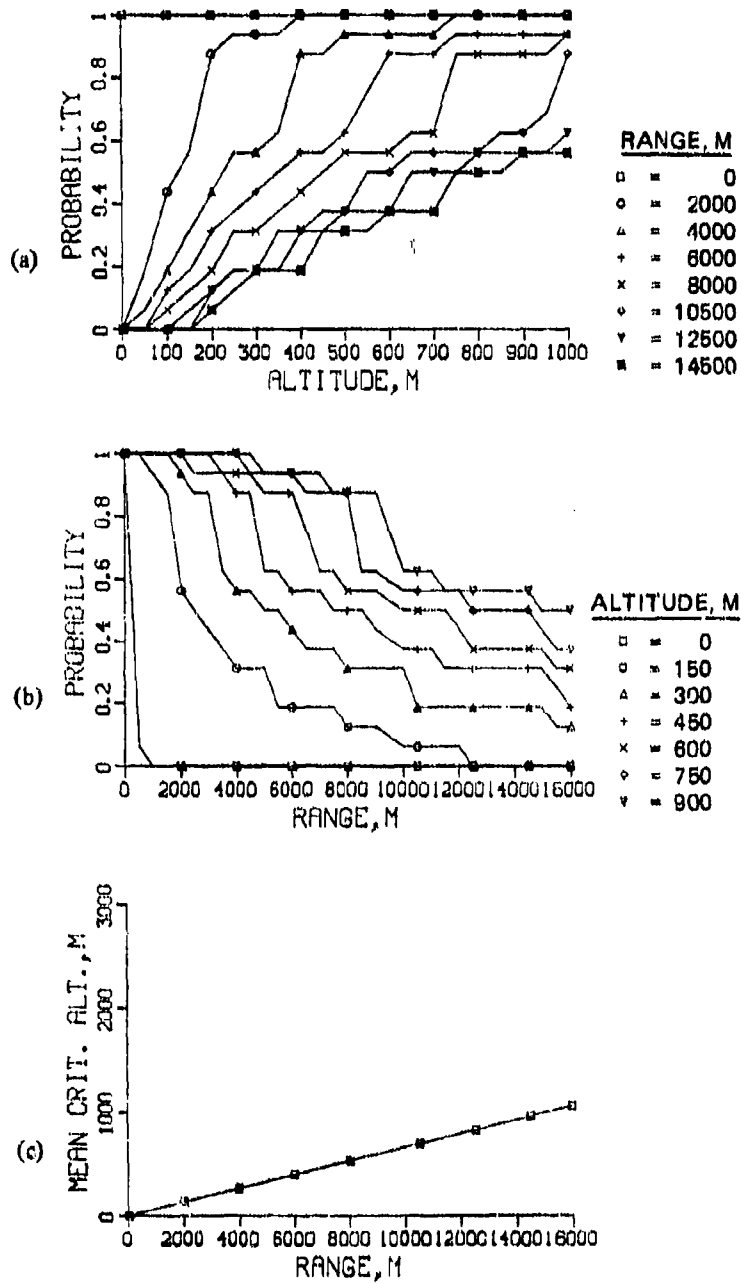 (a)
PROBABILITY
0 0.2 0.4 0.6 0.8 1
0 100 200 300 400 500 600 700 800 900 1000
ALTITUDE, M
RANGE, M
= 0
= 2000
= 4000
= 6000
= 8000
= 10500
= 12500
= 14500
(b)
PROBABILITY
0 0.2 0.4 0.6 0.8 1
0 2000 4000 6000 8000 10000 12000 14000 16000
RANGE, M
ALTITUDE, M
= 0
= 150
= 300
= 450
= 600
= 750
= 900
(c)
MEAN CRIT. ALT., M
0 1000 2000 3000
0 2000 4000 6000 8000 10000 12000 14000 16000
RANGE, M